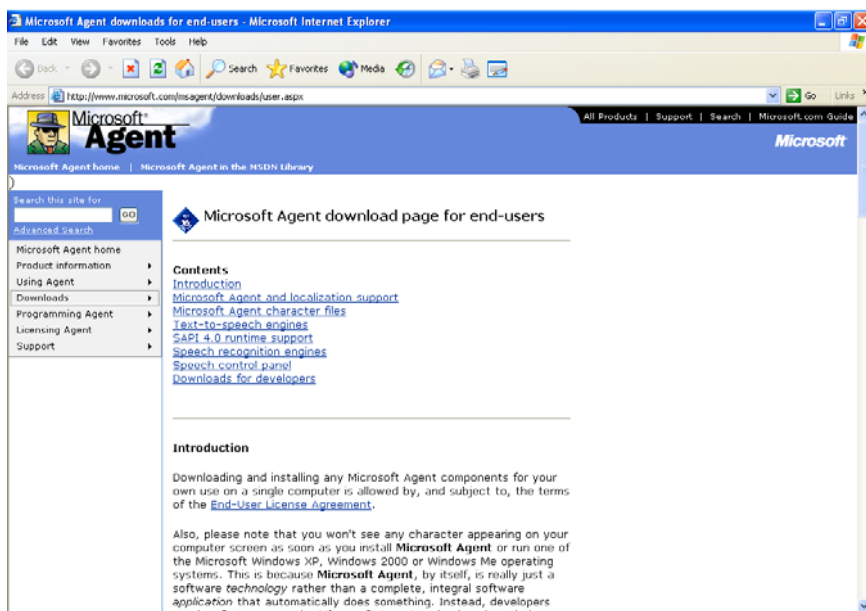 Microsoft Agent downloads for end-users - Microsoft Internet Explorer
File Edit View Favorites Tools Help
Back Search Favorites Media
Address http://www.microsoft.com/msagent/downloads/user.aspx Go Links
Microsoft®
Agent
All Products | Support | Search | Microsoft.com Guide
Microsoft
Microsoft Agent home | Microsoft Agent in the MSDN Library
)
Search this site for
GO
Advanced Search
Microsoft Agent home
Product information
Using Agent
Downloads
Programming Agent
Licensing Agent
Support
Microsoft Agent download page for end-users
Contents
Introduction
Microsoft Agent and localization support
Microsoft Agent character files
Text-to-speech engines
SAPI 4.0 runtime support
Speech recognition engines
Speech control panel
Downloads for developers
Introduction
Downloading and installing any Microsoft Agent components for your
own use on a single computer is allowed by, and subject to, the terms
of the End-User License Agreement.
Also, please note that you won't see any character appearing on your
computer screen as soon as you install Microsoft Agent or run one of
the Microsoft Windows XP, Windows 2000 or Windows Me operating
systems. This is because Microsoft Agent, by itself, is really just a
software technology rather than a complete, integral software
application that automatically does something. Instead, developers